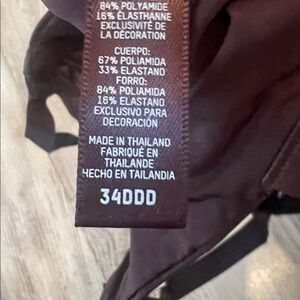 84% POLYAMIDE
16% ÉLASTHANNE
EXCLUSIVITÉ DE
LA DÉCORATION
CUERPO:
67% POLIAMIDA
33% ELASTANO
FORRO:
84% POLIAMIDA
16% ELASTANO
EXCLUSIVO PARA
DECORACIÓN
MADE IN THAILAND
FABRIQUÉ EN
THAILANDE
HECHO EN TAILANDIA
34DDD